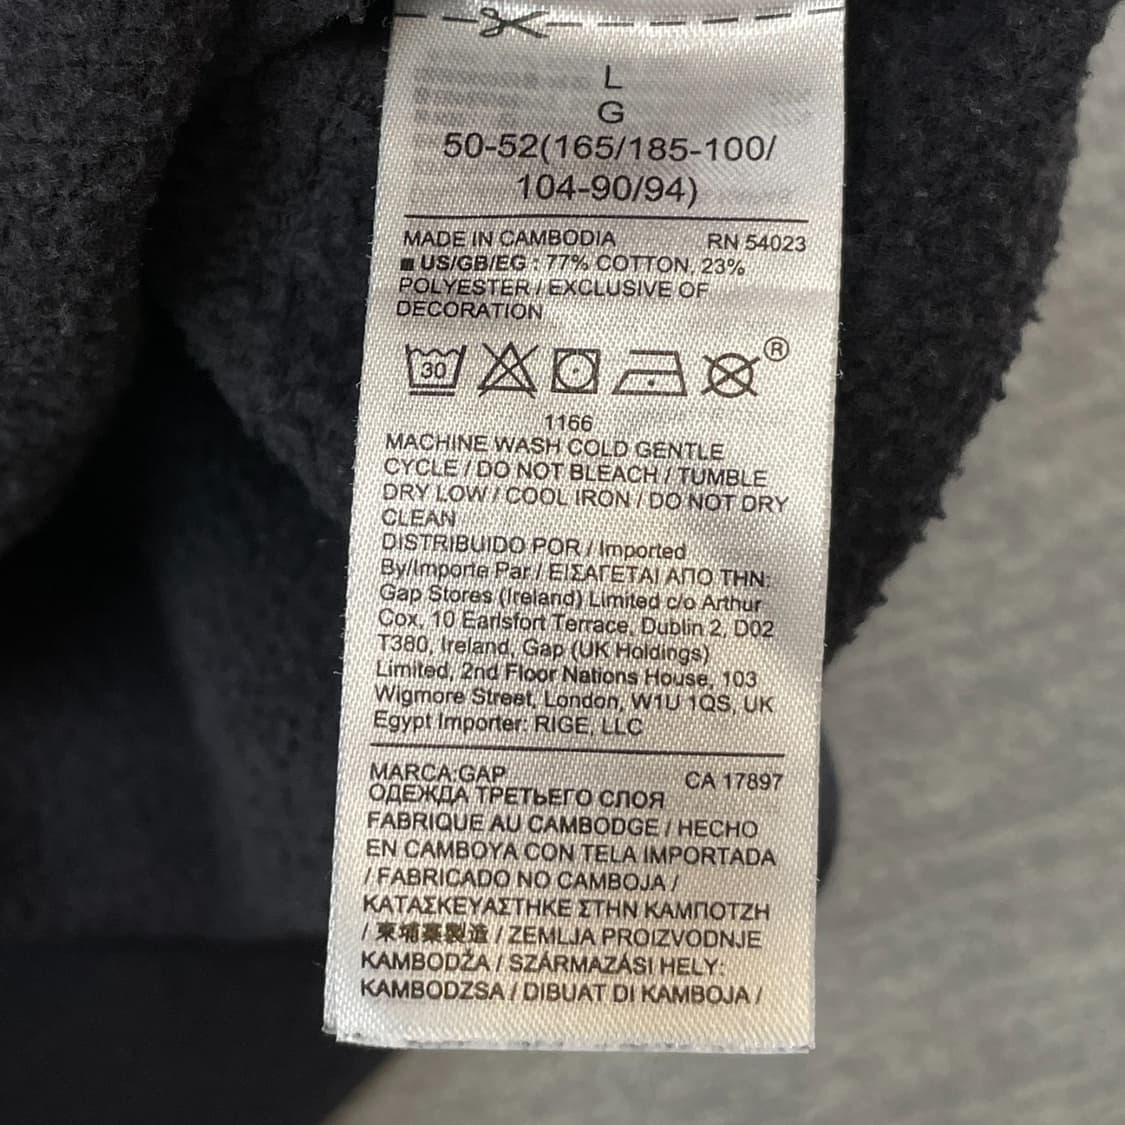 L
G
50-52(165/185-100/
104-90/94)
MADE IN CAMBODIA RN 54023
■ US/GB/EG : 77% COTTON, 23%
POLYESTER / EXCLUSIVE OF
DECORATION
30 ®
1166
MACHINE WASH COLD GENTLE
CYCLE / DO NOT BLEACH / TUMBLE
DRY LOW / COOL IRON / DO NOT DRY
CLEAN
DISTRIBUIDO POR / Imported
By/Importe Par / ΕΙΣΑΓΕΤΑΙ ΑΠΟ ΤΗΝ:
Gap Stores (Ireland) Limited c/o Arthur
Cox, 10 Earlsfort Terrace, Dublin 2, D02
T380, Ireland, Gap (UK Holdings)
Limited, 2nd Floor Nations House, 103
Wigmore Street, London, W1U 1QS, UK
Egypt Importer: RIGE, LLC
MARCA:GAP CA 17897
ОДЕЖДА ТРЕТЬЕГО СЛОЯ
FABRIQUE AU CAMBODGE / HECHO
EN CAMBOYA CON TELA IMPORTADA
/ FABRICADO NO CAMBOJA /
ΚΑΤΑΣΚΕΥΑΣΤΗΚΕ ΣΤΗΝ ΚΑΜΠΟΤΖΗ
/ 柬埔寨製造 / ZEMLJA PROIZVODNJE
KAMBODŽA / SZÁRMAZÁSI HELY:
KAMBODZSA / DIBUAT DI KAMBOJA /